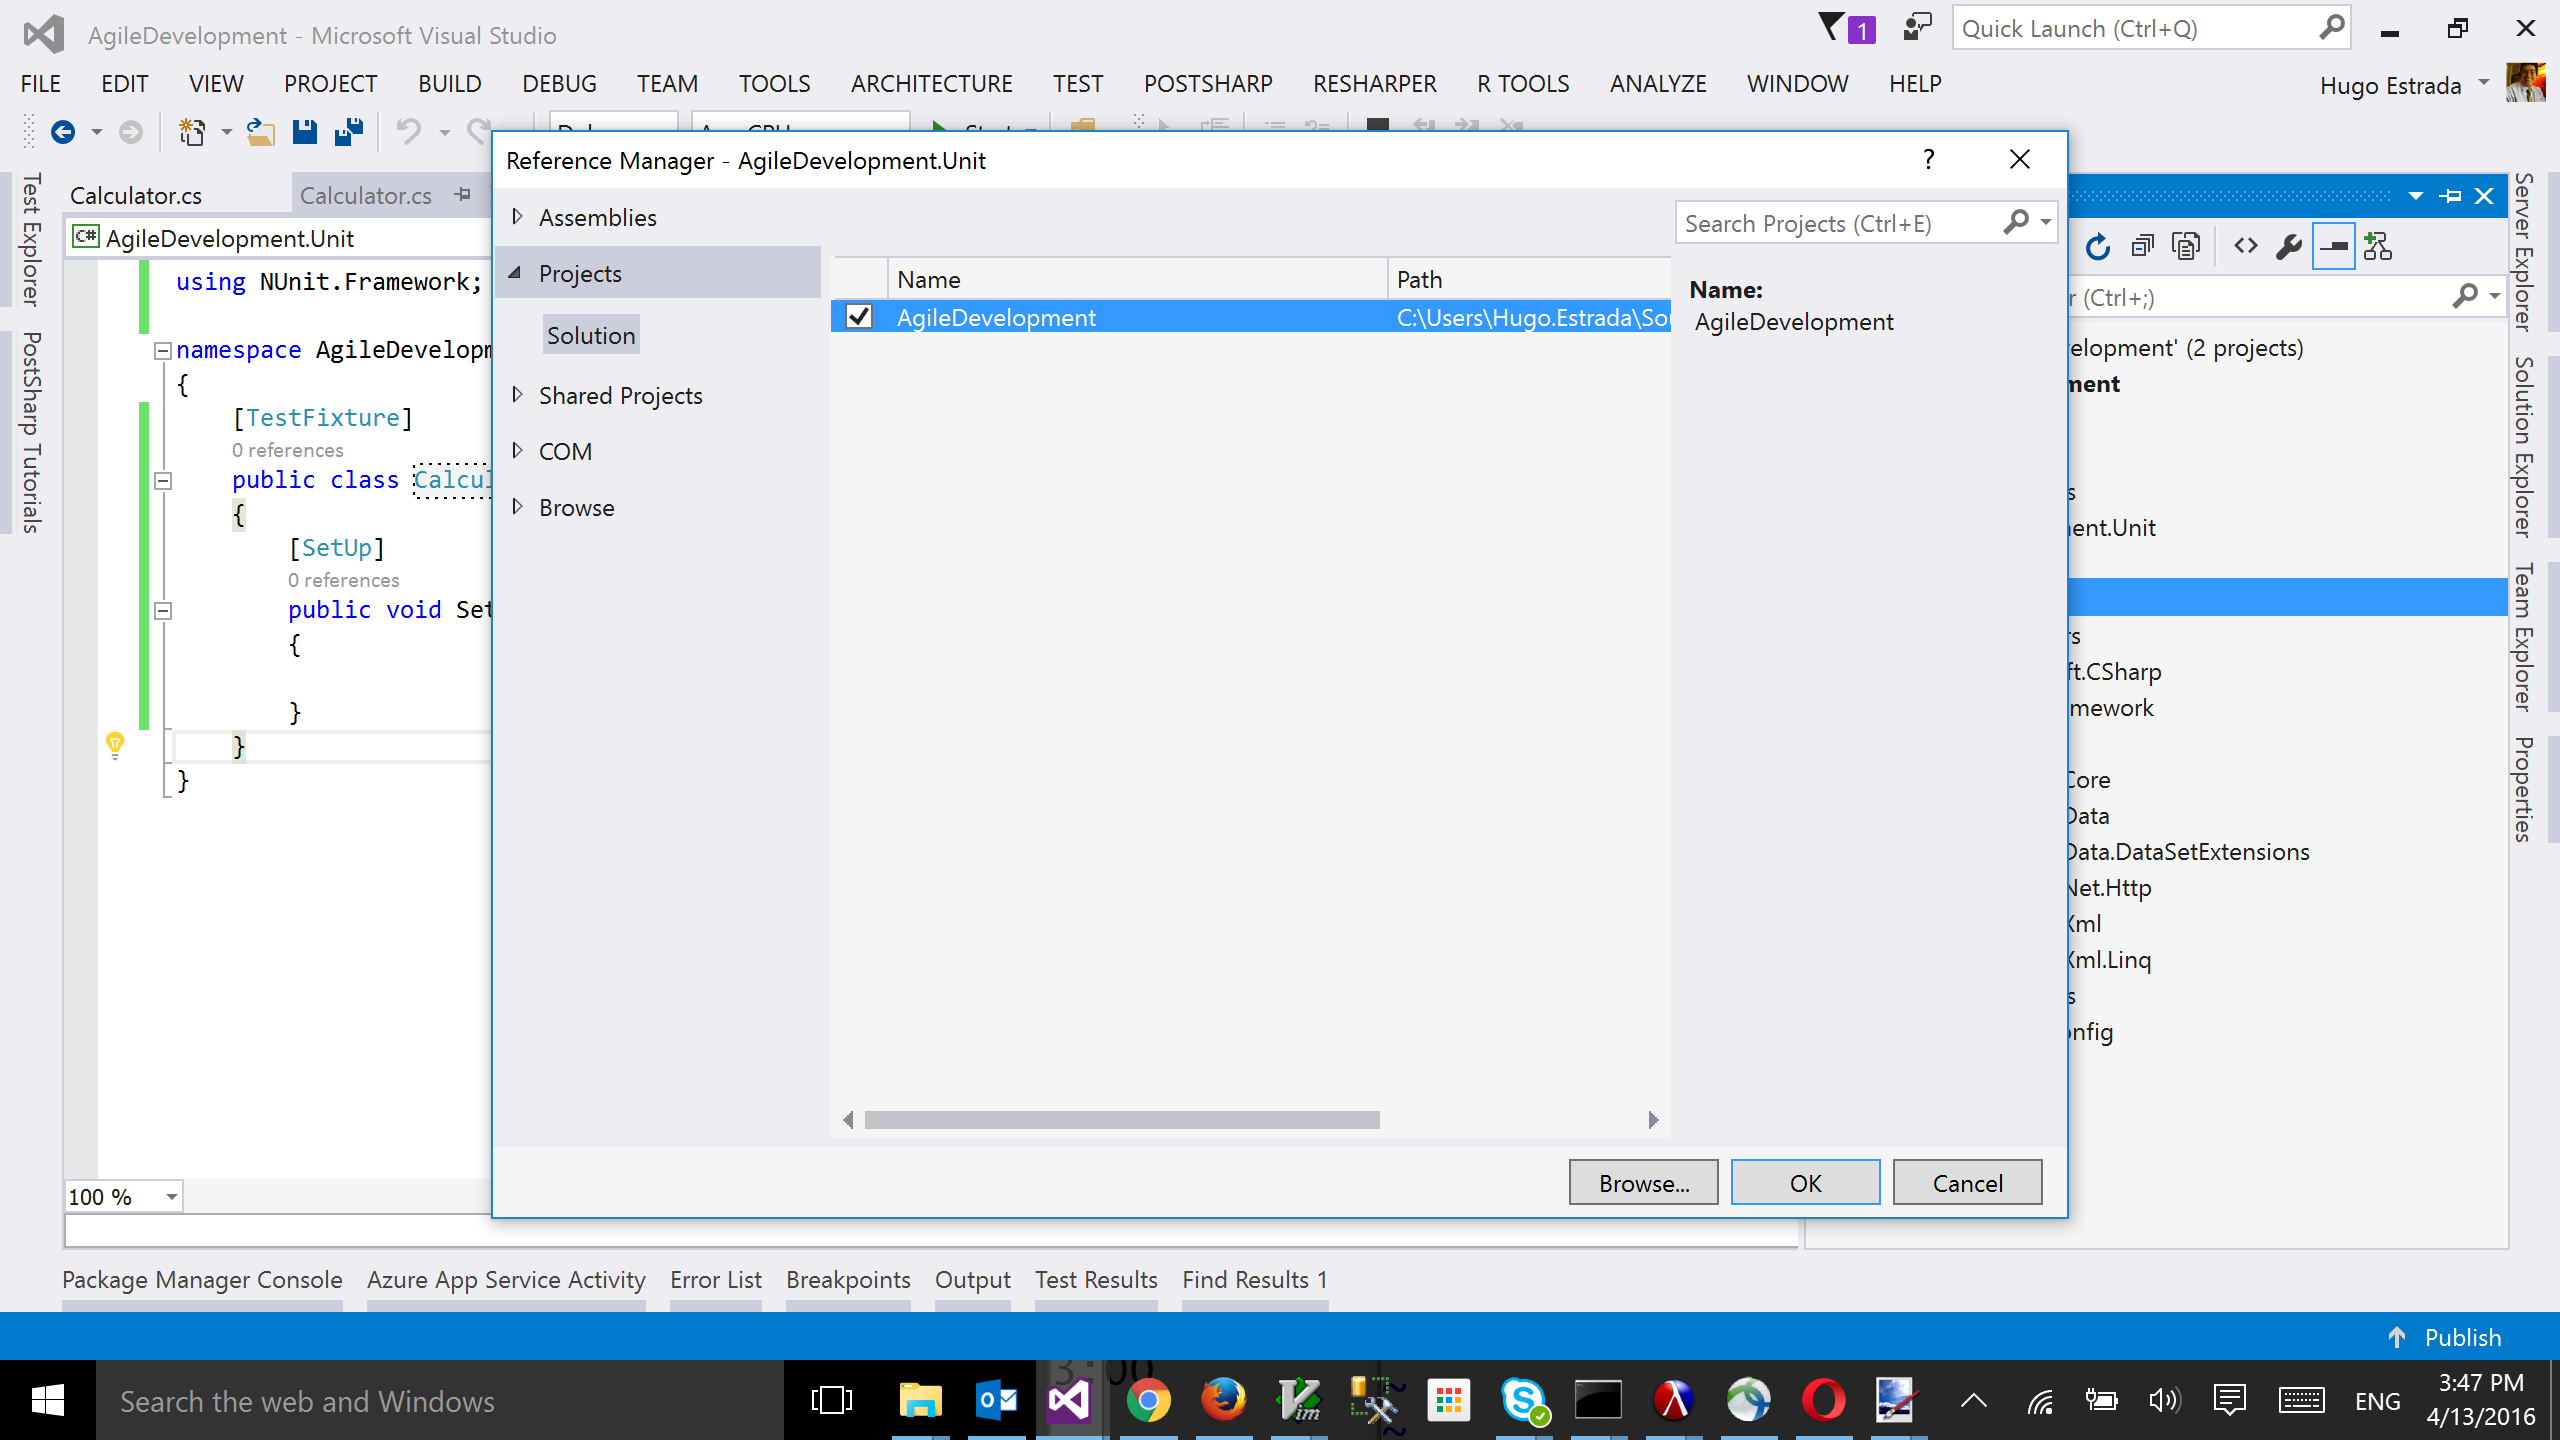 AgileDevelopment - Microsoft Visual Studio
1
Quick Launch (Ctrl+Q)
FILE EDIT VIEW PROJECT BUILD DEBUG TEAM TOOLS ARCHITECTURE TEST POSTSHARP RESHARPER R TOOLS ANALYZE WINDOW HELP
Hugo Estrada
Reference Manager - AgileDevelopment.Unit
?
Test Explorer
PostSharp Tutorials
Calculator.cs
Calculator.cs
C# AgileDevelopment.Unit
using NUnit.Framework;
namespace AgileDevelopm
{
[TestFixture]
0 references
public class Calcul
{
[SetUp]
0 references
public void Set
{
}
}
}
100 %
Assemblies
Projects
Solution
Shared Projects
COM
Browse
Search Projects (Ctrl+E)
Name Path
AgileDevelopment C:\Users\Hugo.Estrada\Sou
Name:
AgileDevelopment
Browse...
OK
Cancel
r (Ctrl+;)
elopment' (2 projects)
ment
s
ent.Unit
rs
ft.CSharp
mework
Core
Data
Data.DataSetExtensions
Net.Http
Xml
Xml.Linq
s
nfig
Server Explorer
Solution Explorer
Team Explorer
Properties
Package Manager Console Azure App Service Activity Error List Breakpoints Output Test Results Find Results 1
Publish
Search the web and Windows
3:00
ENG
3:47 PM
4/13/2016